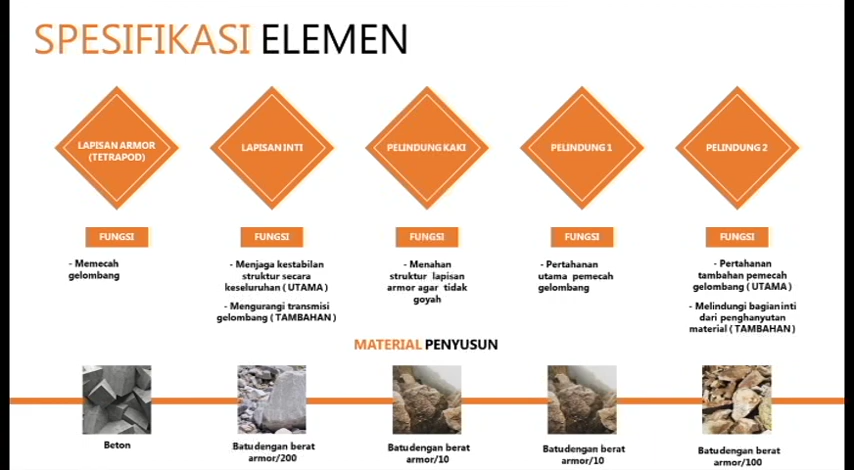 SPESIFIKASI ELEMEN
LAPISAN ARMOR
(TETRAPOD)
LAPISAN INTI
PELINDUNG KAKI
PELINDUNG 1
PELINDUNG 2
FUNGSI
FUNGSI
FUNGSI
FUNGSI
FUNGSI
- Memecah
gelombang
- Menjaga kestabilan
struktur secara
keseluruhan ( UTAMA )
- Mengurangi transmisi
gelombang ( TAMBAHAN )
- Menahan
struktur lapisan
armor agar tidak
goyah
- Pertahanan
utama pemecah
gelombang
- Pertahanan
tambahan pemecah
gelombang ( UTAMA )
- Melindungi bagian inti
dari penghanyutan
material ( TAMBAHAN )
MATERIAL PENYUSUN
Beton
Batu dengan berat
armor/200
Batu dengan berat
armor/10
Batu dengan berat
armor/10
Batu dengan berat
armor/100